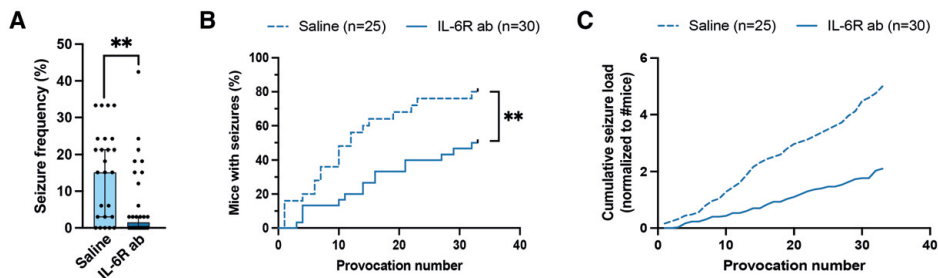 A
Seizure frequency (%)
50
40
30
20
10
0
**
Saline
IL-6R ab
B
Saline (n=25)
IL-6R ab (n=30)
Mice with seizures (%)
100
80
60
40
20
0
**
0 10 20 30 40
Provocation number
C
Saline (n=25)
IL-6R ab (n=30)
Cumulative seizure load
(normalized to #mice)
6
4
2
0
0 10 20 30 40
Provocation number